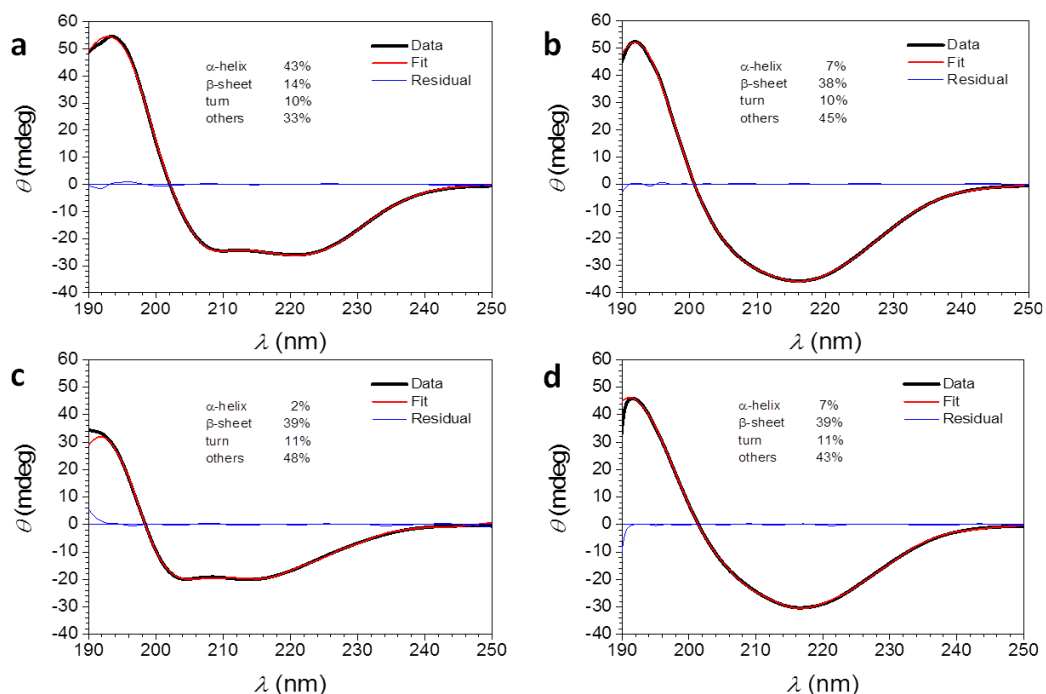 a
60
50
40
30
20
10
0
-10
-20
-30
-40
θ (mdeg)
Data
Fit
Residual
α-helix 43%
β-sheet 14%
turn 10%
others 33%
190 200 210 220 230 240 250
λ (nm)
b
60
50
40
30
20
10
0
-10
-20
-30
-40
θ (mdeg)
Data
Fit
Residual
α-helix 7%
β-sheet 38%
turn 10%
others 45%
190 200 210 220 230 240 250
λ (nm)
c
60
50
40
30
20
10
0
-10
-20
-30
-40
θ (mdeg)
Data
Fit
Residual
α-helix 2%
β-sheet 39%
turn 11%
others 48%
190 200 210 220 230 240 250
λ (nm)
d
60
50
40
30
20
10
0
-10
-20
-30
-40
θ (mdeg)
Data
Fit
Residual
α-helix 7%
β-sheet 39%
turn 11%
others 43%
190 200 210 220 230 240 250
λ (nm)